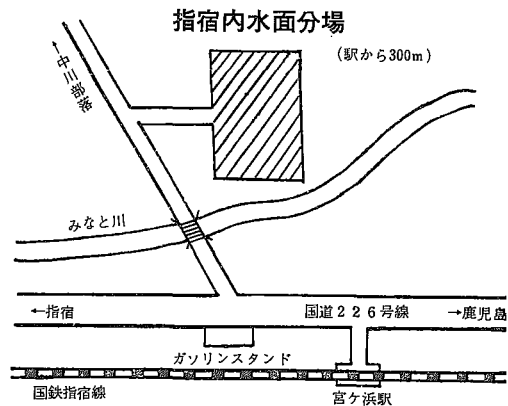 指宿内水面分場
(駅から300m)
←中川部落
みなと川
←指宿
国道226号線
→鹿児島
ガソリンスタンド
国鉄指宿線
宮ケ浜駅